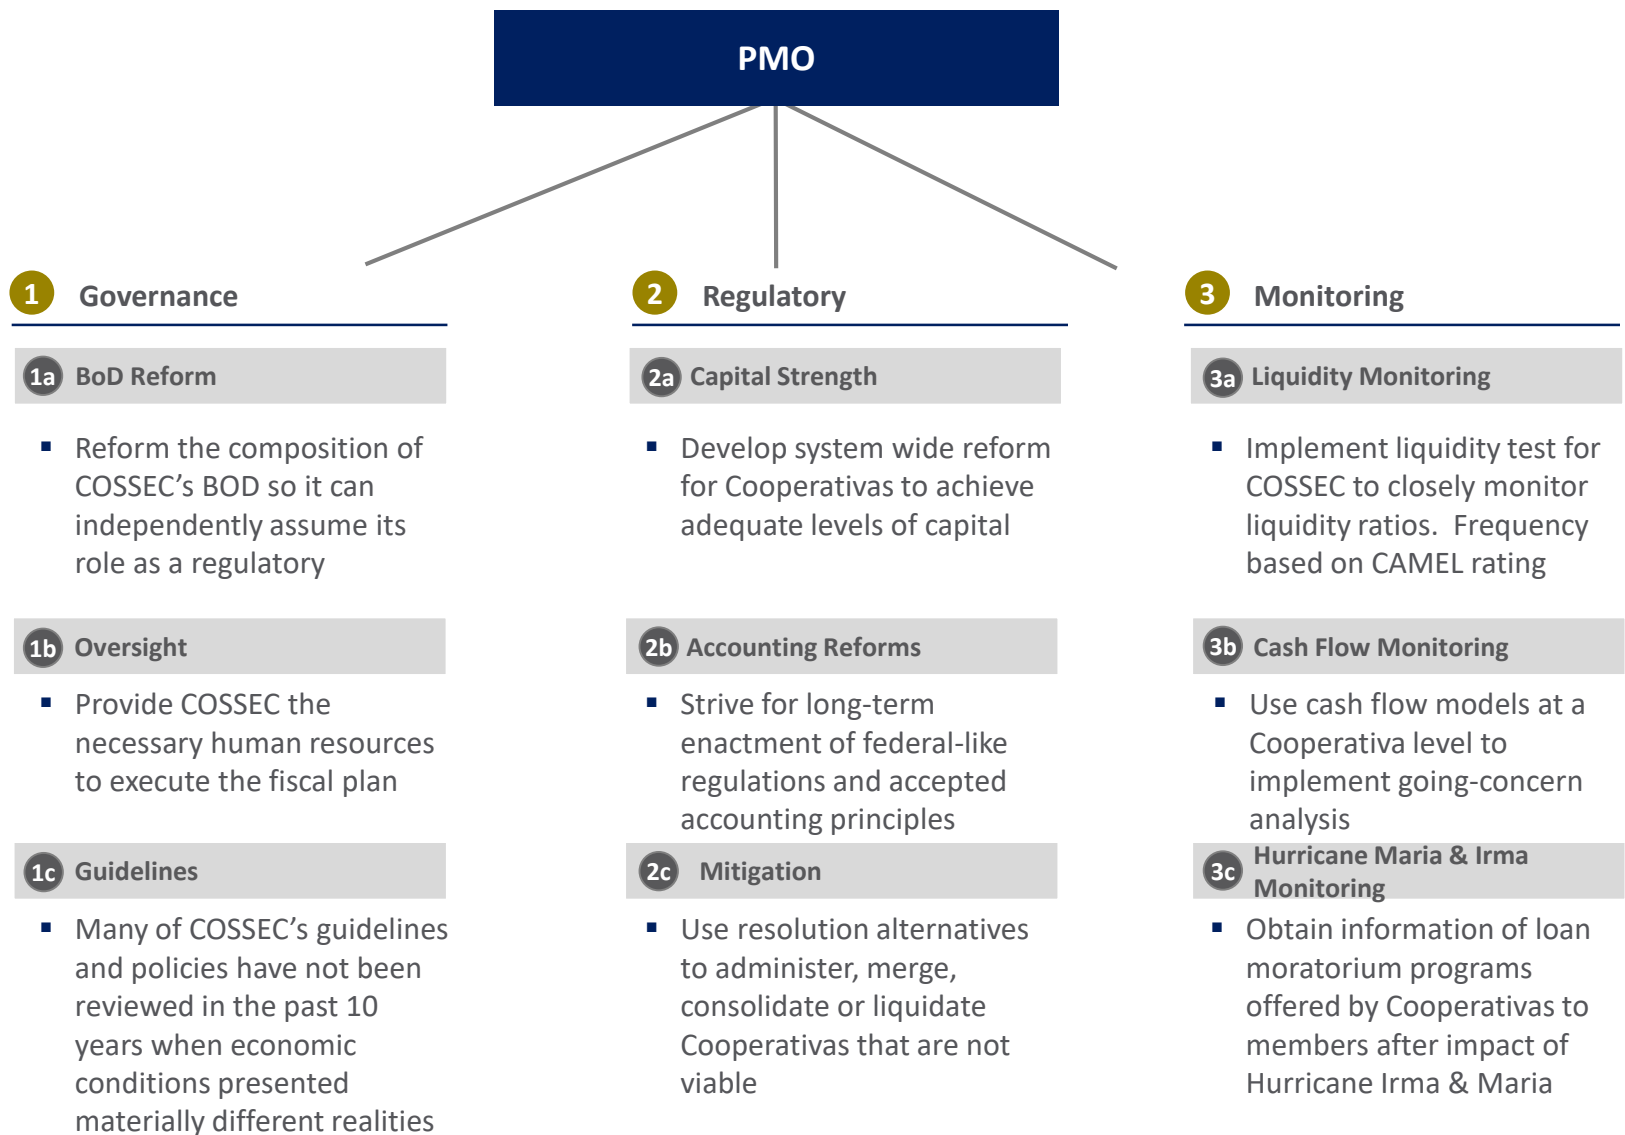 PMO
1 Governance
1a BoD Reform
▪ Reform the composition of
COSSEC’s BOD so it can
independently assume its
role as a regulatory
1b Oversight
▪ Provide COSSEC the
necessary human resources
to execute the fiscal plan
1c Guidelines
▪ Many of COSSEC’s guidelines
and policies have not been
reviewed in the past 10
years when economic
conditions presented
materially different realities
2 Regulatory
2a Capital Strength
▪ Develop system wide reform
for Cooperativas to achieve
adequate levels of capital
2b Accounting Reforms
▪ Strive for long-term
enactment of federal-like
regulations and accepted
accounting principles
2c Mitigation
▪ Use resolution alternatives
to administer, merge,
consolidate or liquidate
Cooperativas that are not
viable
3 Monitoring
3a Liquidity Monitoring
▪ Implement liquidity test for
COSSEC to closely monitor
liquidity ratios.  Frequency
based on CAMEL rating
3b Cash Flow Monitoring
▪ Use cash flow models at a
Cooperativa level to
implement going-concern
analysis
3c Hurricane Maria & Irma
Monitoring
▪ Obtain information of loan
moratorium programs
offered by Cooperativas to
members after impact of
Hurricane Irma & Maria